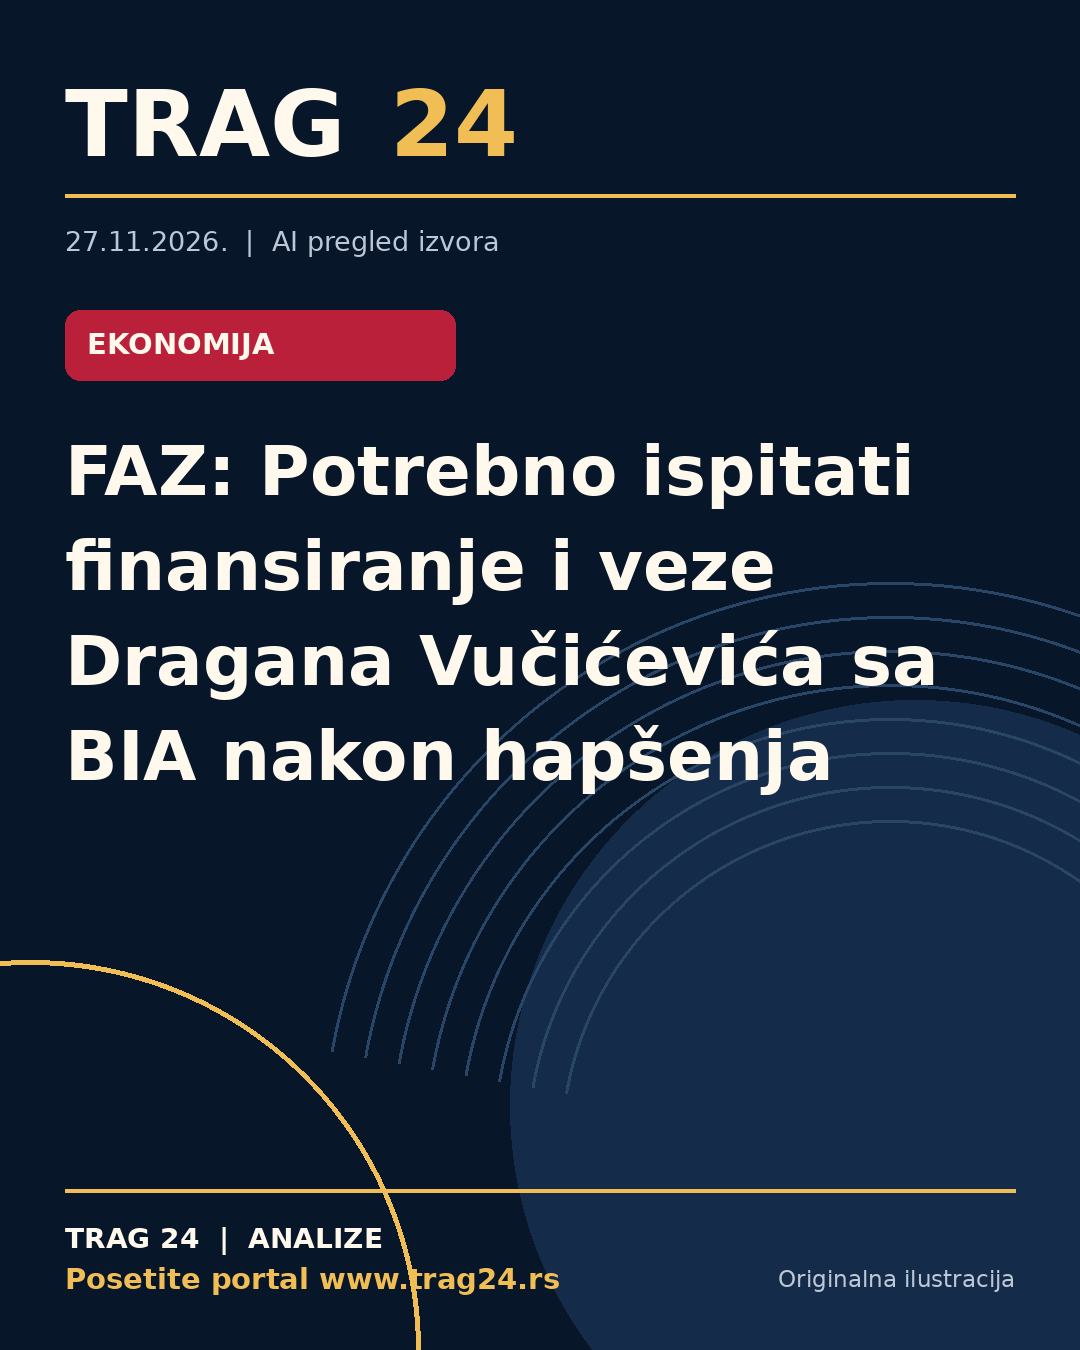 TRAG 24
27.11.2026. | AI pregled izvora
EKONOMIJA
FAZ: Potrebno ispitati
finansiranje i veze
Dragana Vučićevića sa
BIA nakon hapšenja
TRAG 24 | ANALIZE
Posetite portal www.trag24.rs
Originalna ilustracija